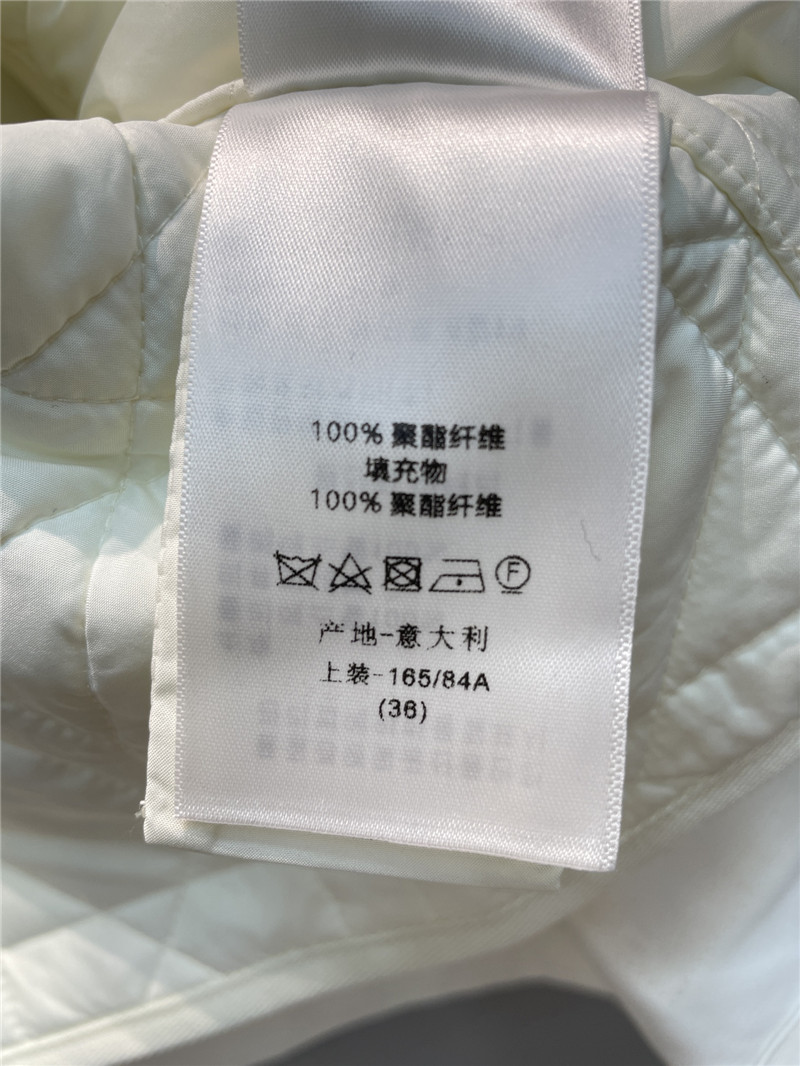 100% 聚酯纤维
填充物
100% 聚酯纤维
F
产地-意大利
上装-165/84A
(36)